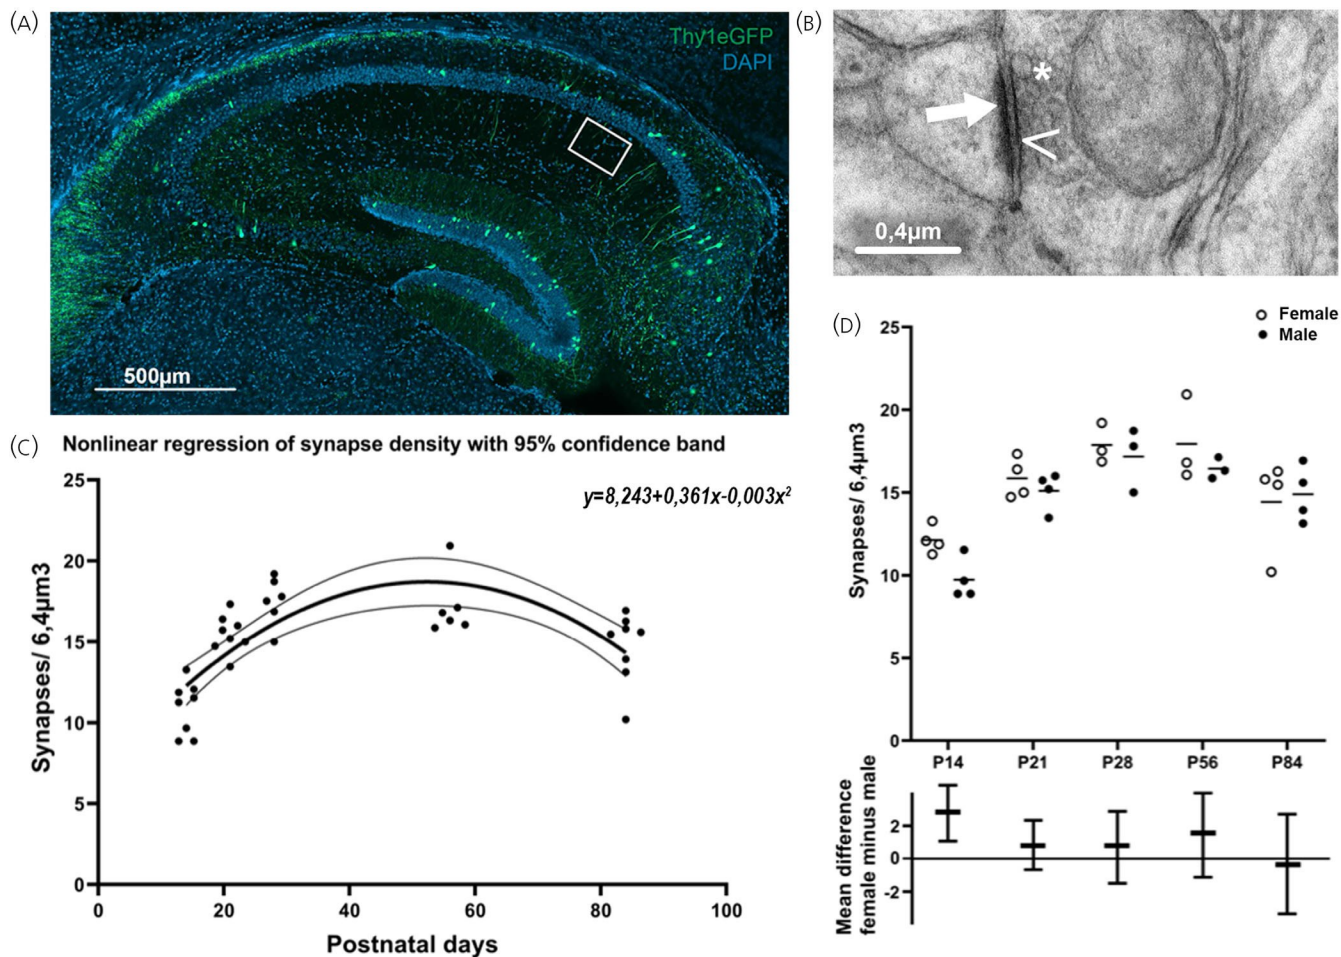 (A)
Thy1eGFP
DAPI
500µm
(B)
*
0,4µm
(C)
Nonlinear regression of synapse density with 95% confidence band
y=8,243+0,361x-0,003x²
Synapses/ 6,4µm3
25
20
15
10
5
0
0 20 40 60 80 100
Postnatal days
(D)
Female
Male
Synapses/ 6,4µm3
25
20
15
10
5
0
P14 P21 P28 P56 P84
Mean difference
female minus male
2
0
-2